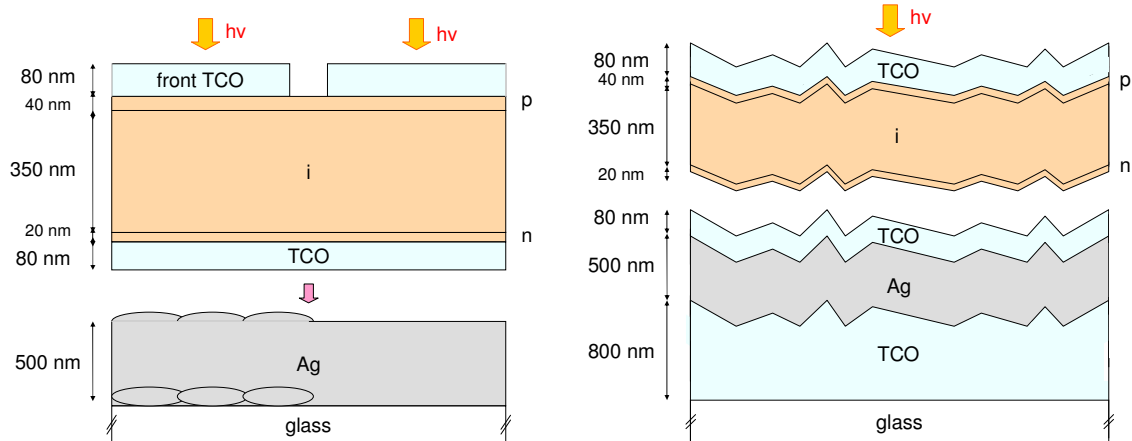 hν
hν
80 nm
front TCO
40 nm
p
350 nm
i
20 nm
n
80 nm
TCO
500 nm
Ag
glass
hν
80 nm
TCO
40 nm
p
350 nm
i
n
20 nm
80 nm
TCO
500 nm
Ag
800 nm
TCO
glass